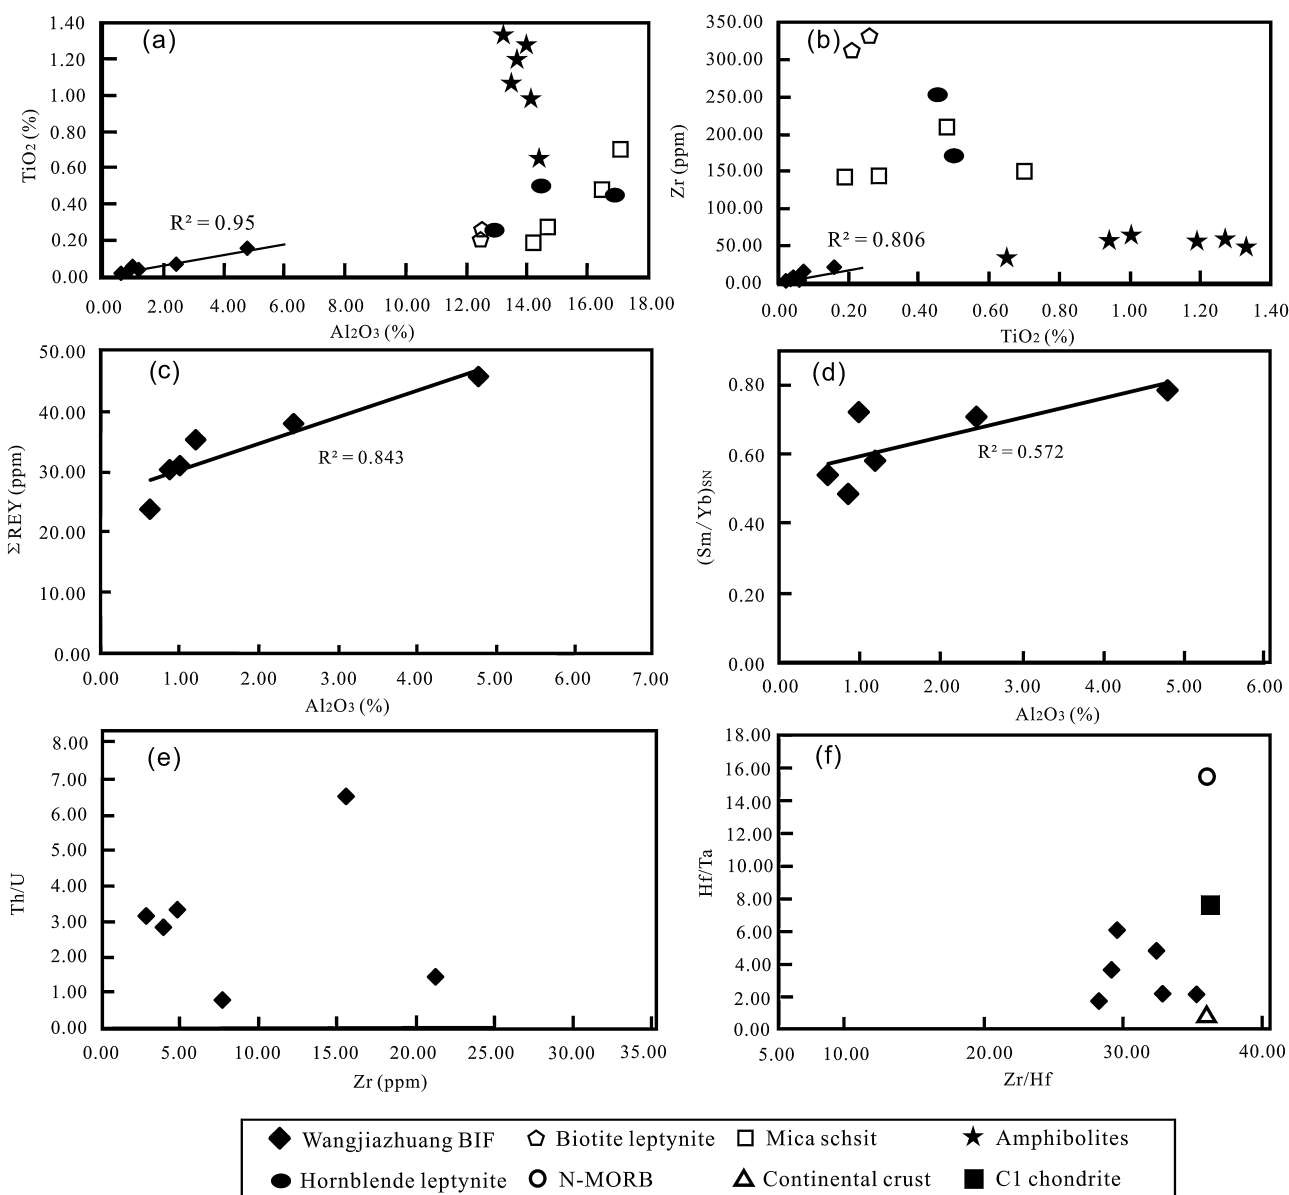 (a)
1.40
1.20
1.00
0.80
0.60
0.40
0.20
0.00
TiO2 (%)
R² = 0.95
0.00 2.00 4.00 6.00 8.00 10.00 12.00 14.00 16.00 18.00
Al2O3 (%)
(b)
350.00
300.00
250.00
200.00
150.00
100.00
50.00
0.00
Zr (ppm)
R² = 0.806
0.00 0.20 0.40 0.60 0.80 1.00 1.20 1.40
TiO2 (%)
(c)
50.00
40.00
30.00
20.00
10.00
0.00
ΣREY (ppm)
R² = 0.843
0.00 1.00 2.00 3.00 4.00 5.00 6.00 7.00
Al2O3 (%)
(d)
0.80
0.60
0.40
0.20
0.00
(Sm/Yb)SN
R² = 0.572
0.00 1.00 2.00 3.00 4.00 5.00 6.00
Al2O3 (%)
(e)
8.00
7.00
6.00
5.00
4.00
3.00
2.00
1.00
0.00
Th/U
0.00 5.00 10.00 15.00 20.00 25.00 30.00 35.00
Zr (ppm)
(f)
18.00
16.00
14.00
12.00
10.00
8.00
6.00
4.00
2.00
0.00
Hf/Ta
5.00 10.00 20.00 30.00 40.00
Zr/Hf
Wangjiazhuang BIF Biotite leptynite Mica schsit Amphibolites
Hornblende leptynite N-MORB Continental crust C1 chondrite